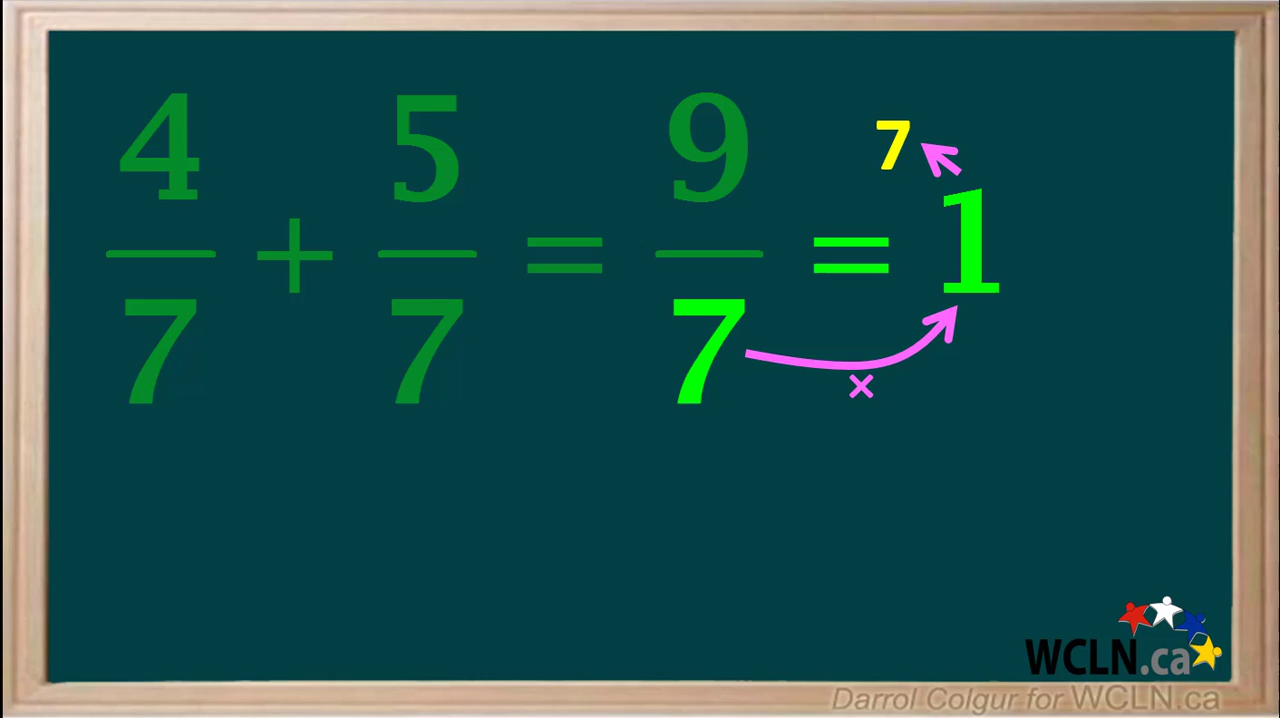 4/7 + 5/7 = 9/7 = 1
7
×
WCLN.ca
Darrol Colgur for WCLN.ca